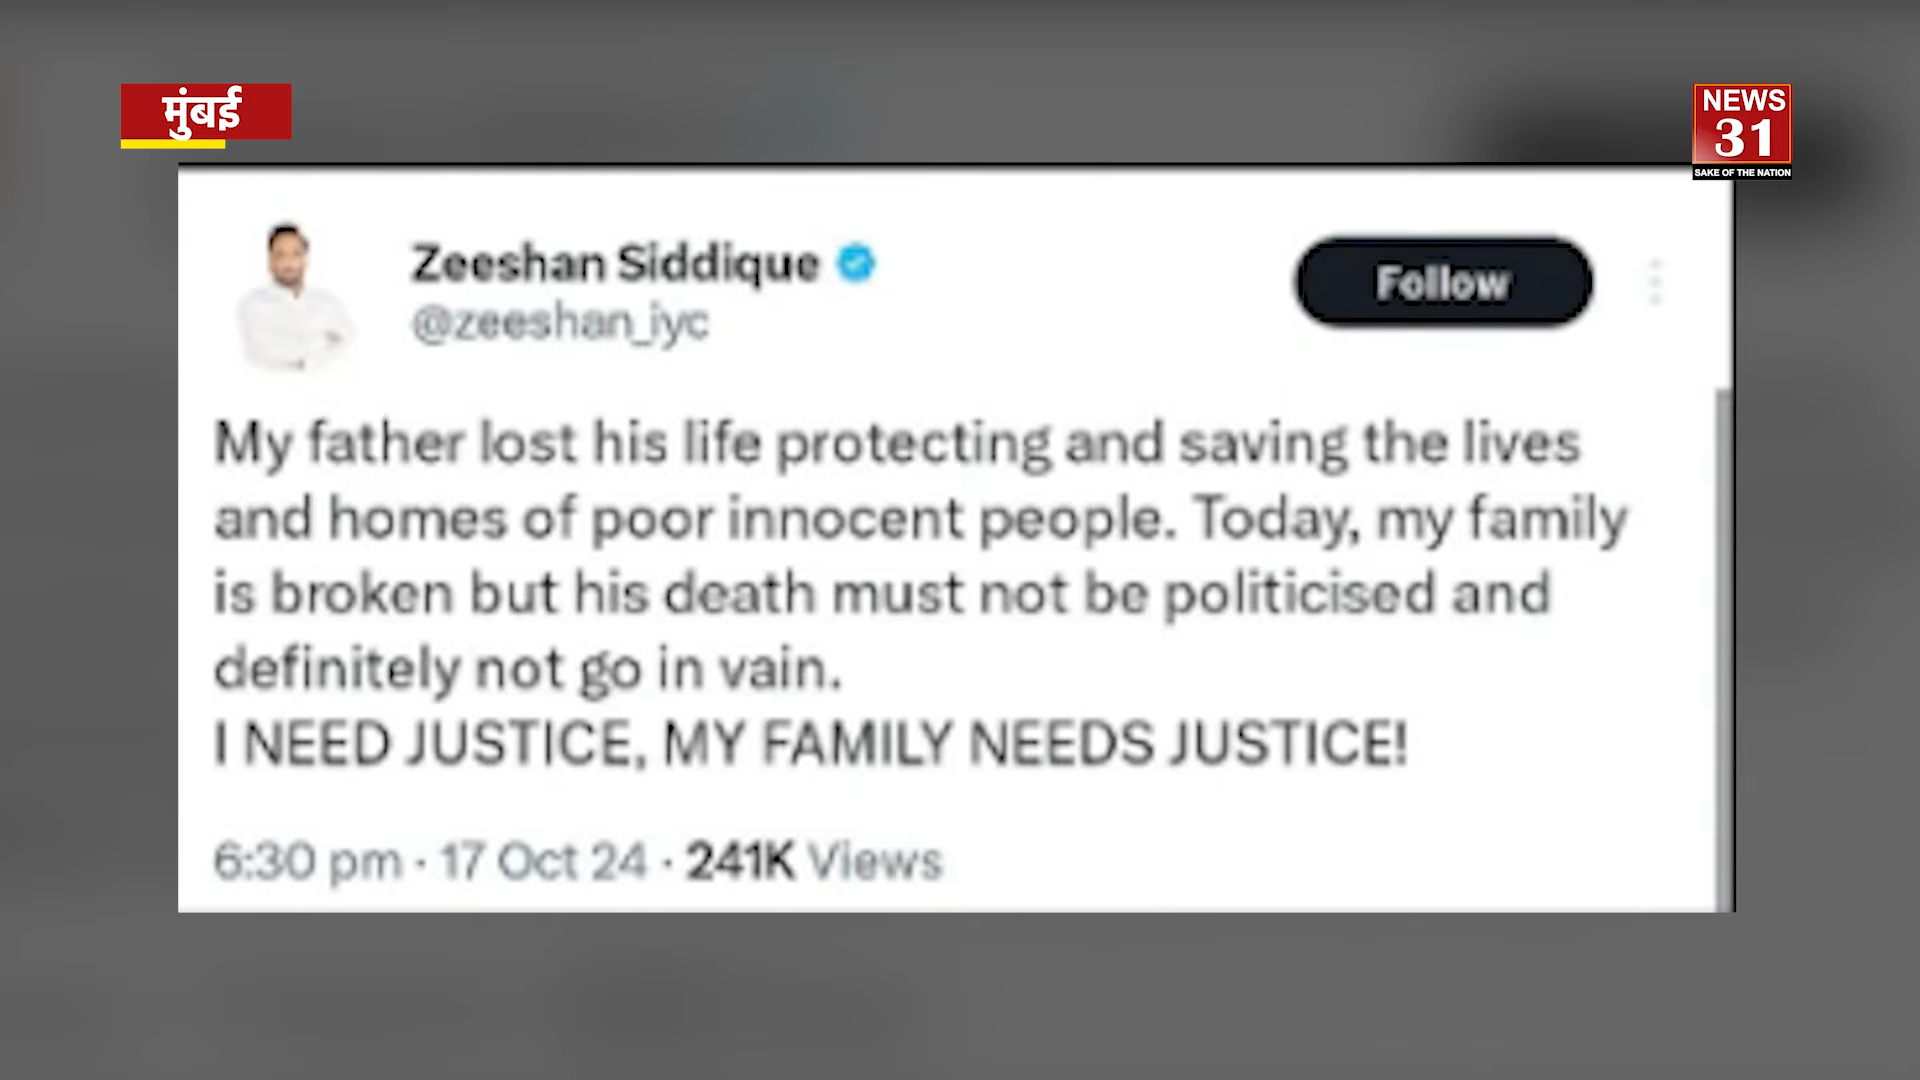 मुंबई
NEWS
31
SAKE OF THE NATION
Zeeshan Siddique
@zeeshan_iyc
Follow
My father lost his life protecting and saving the lives
and homes of poor innocent people. Today, my family
is broken but his death must not be politicised and
definitely not go in vain.
I NEED JUSTICE, MY FAMILY NEEDS JUSTICE!
6:30 pm · 17 Oct 24 · 241K Views